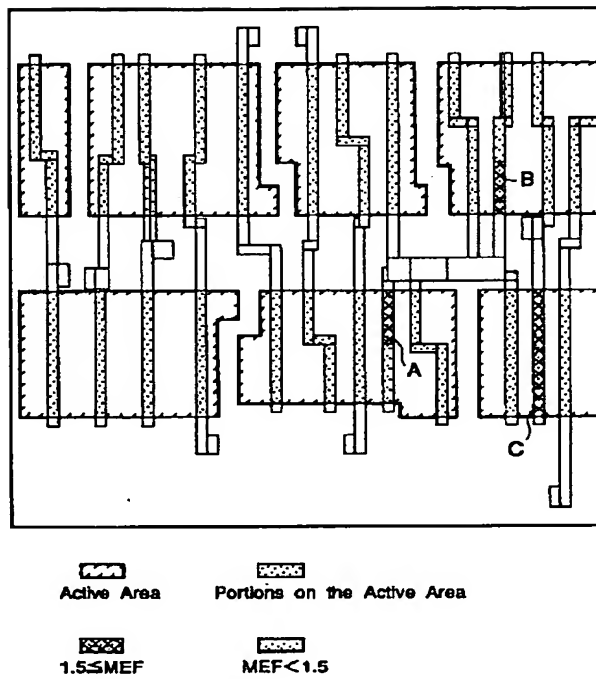 B
A
C
Active Area
Portions on the Active Area
1.5≦MEF
MEF<1.5